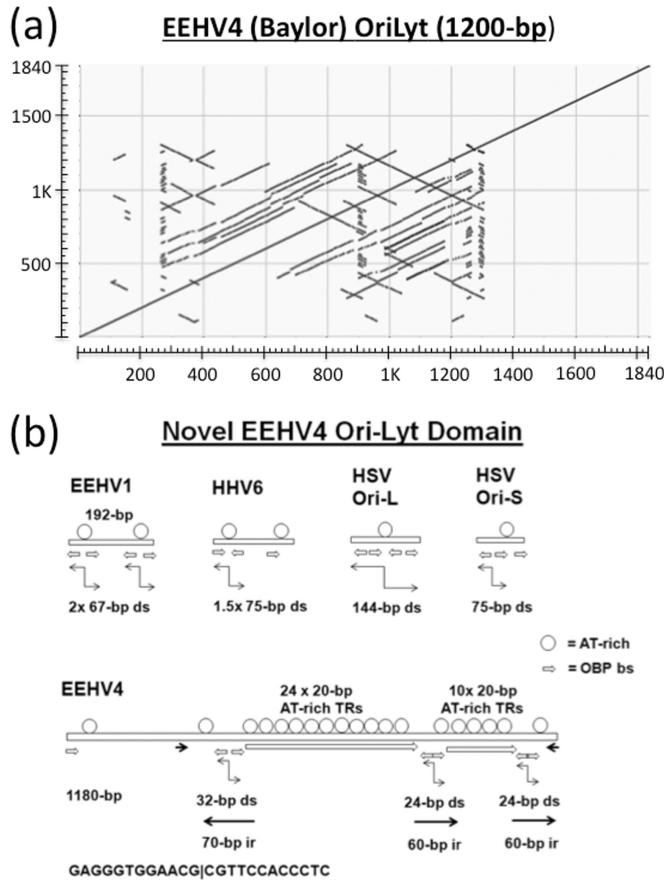 (a) EEHV4 (Baylor) OriLyt (1200-bp)
1840
1500
1K
500
200 400 600 800 1K 1200 1400 1600 1840
(b) Novel EEHV4 Ori-Lyt Domain
EEHV1
192-bp
2x 67-bp ds
HHV6
1.5x 75-bp ds
HSV
Ori-L
144-bp ds
HSV
Ori-S
75-bp ds
= AT-rich
= OBP bs
EEHV4
24 x 20-bp
AT-rich TRs
10x 20-bp
AT-rich TRs
1180-bp
32-bp ds
24-bp ds
24-bp ds
70-bp ir
60-bp ir
60-bp ir
GAGGGTGGAACG|CGTTCCACCCTC